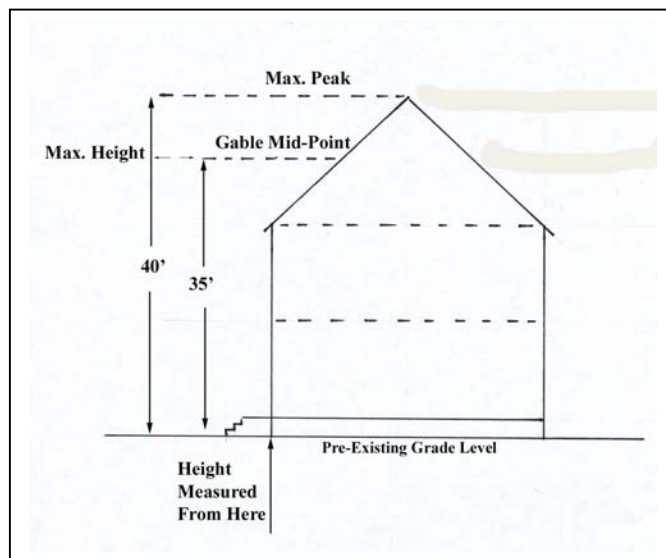 Max. Peak
Gable Mid-Point
Max. Height
40’
35’
Pre-Existing Grade Level
Height
Measured
From Here